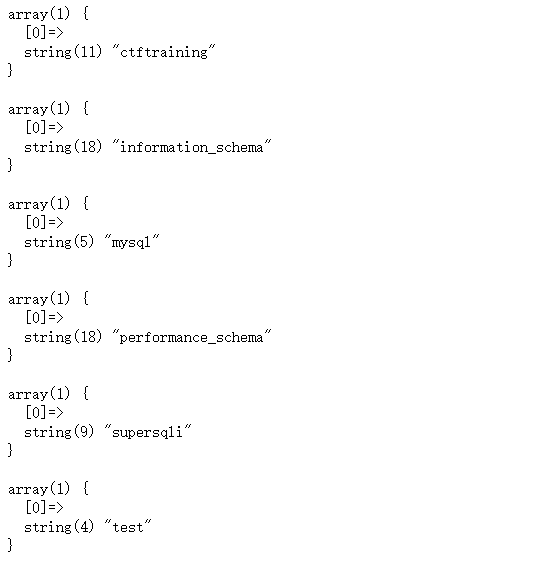 array(1) {
  [0]=>
  string(11) "ctftraining"
}
array(1) {
  [0]=>
  string(18) "information_schema"
}
array(1) {
  [0]=>
  string(5) "mysql"
}
array(1) {
  [0]=>
  string(18) "performance_schema"
}
array(1) {
  [0]=>
  string(9) "supersqli"
}
array(1) {
  [0]=>
  string(4) "test"
}